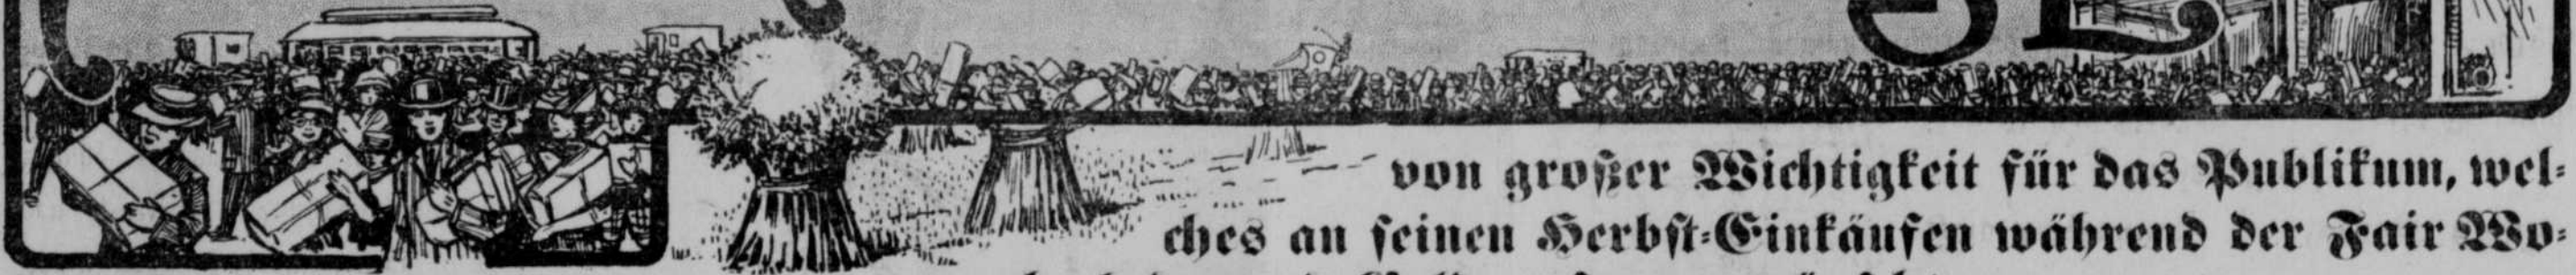 von großer Wichtigkeit für das Publikum, wel-
ches an seinen Herbst-Einkäufen während der Fair Wo-